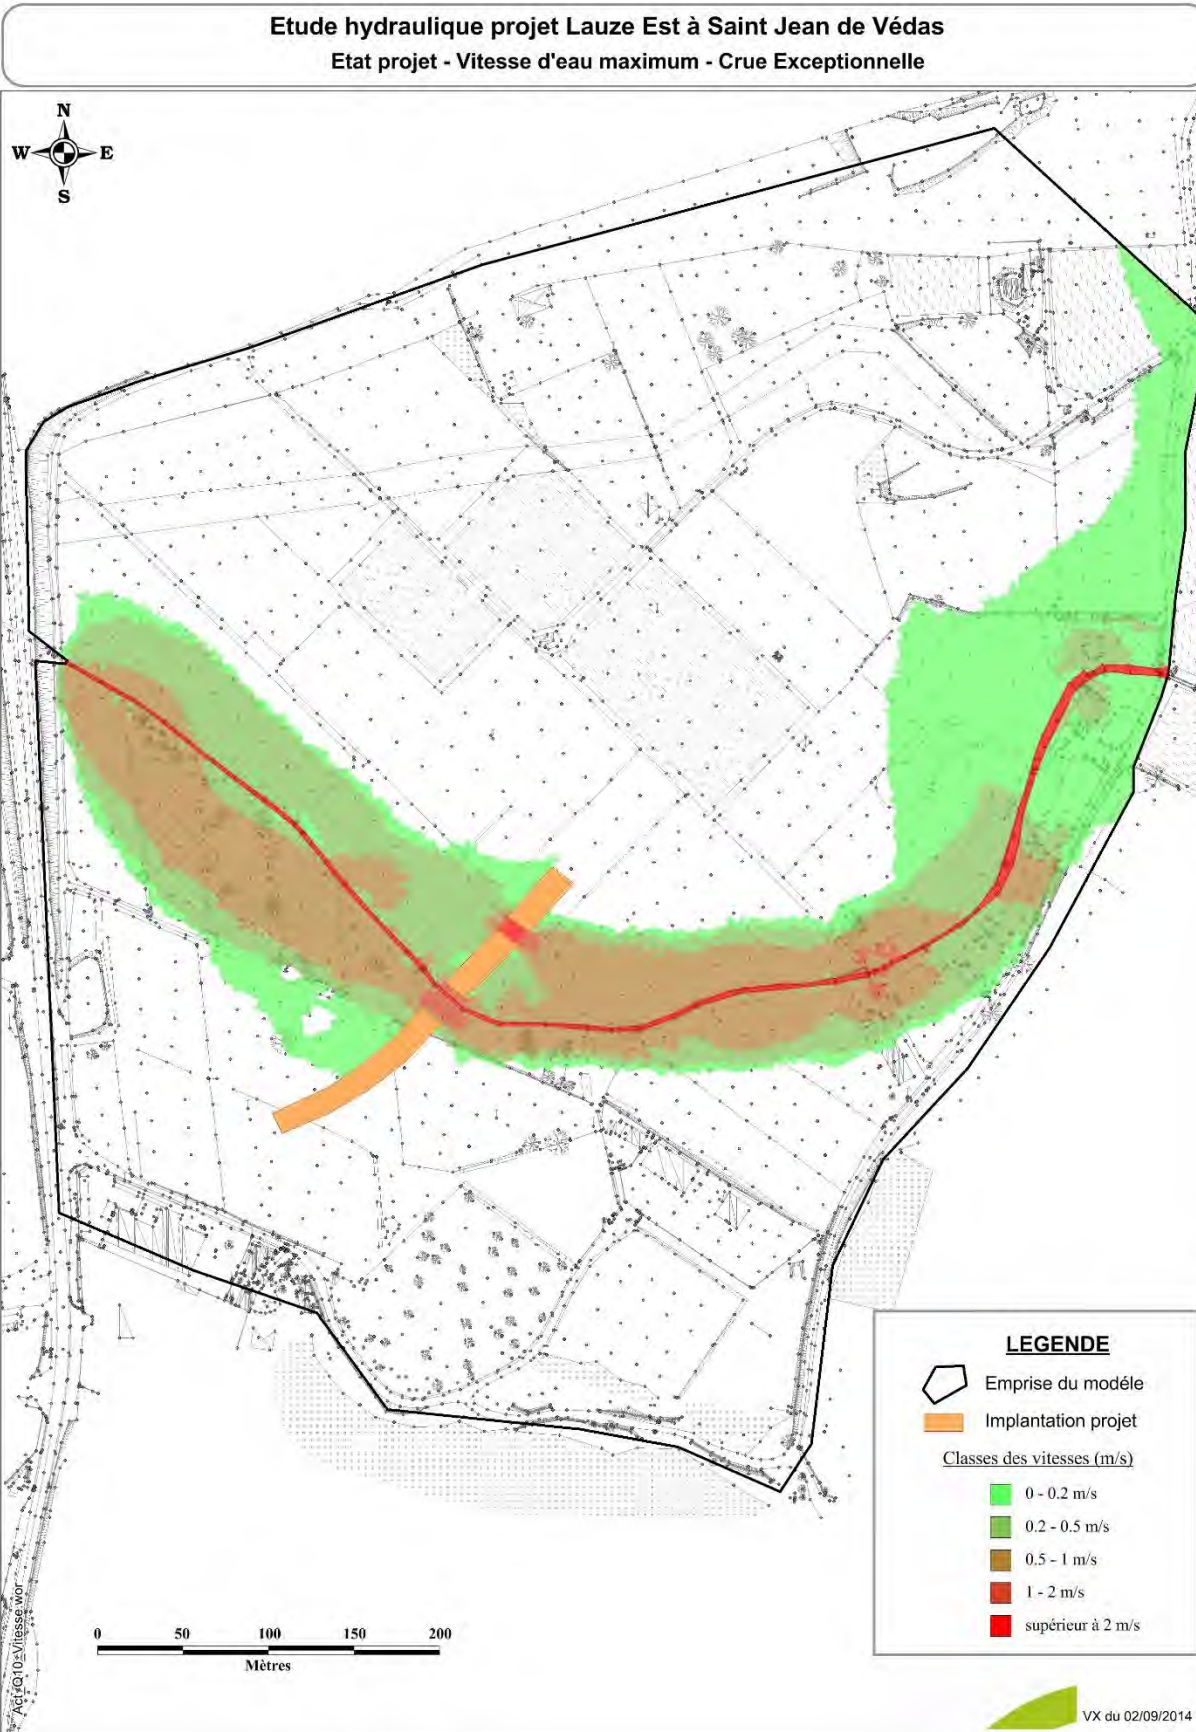 Etude hydraulique projet Lauze Est à Saint Jean de Védas
Etat projet - Vitesse d'eau maximum - Crue Exceptionnelle
N
W E
S
LEGENDE
Emprise du modéle
Implantation projet
Classes des vitesses (m/s)
0 - 0.2 m/s
0.2 - 0.5 m/s
0.5 - 1 m/s
1 - 2 m/s
supérieur à 2 m/s
0 50 100 150 200
Mètres
VX du 02/09/2014